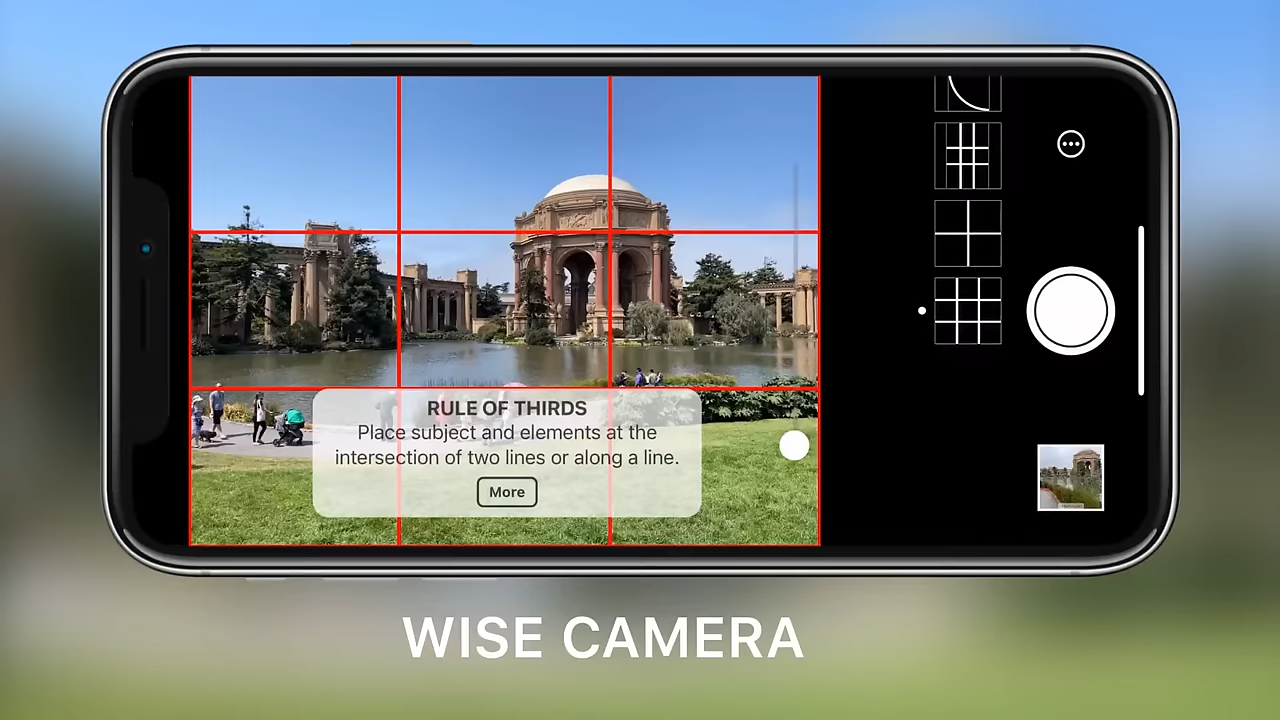 RULE OF THIRDS
Place subject and elements at the
intersection of two lines or along a line.
More
WISE CAMERA